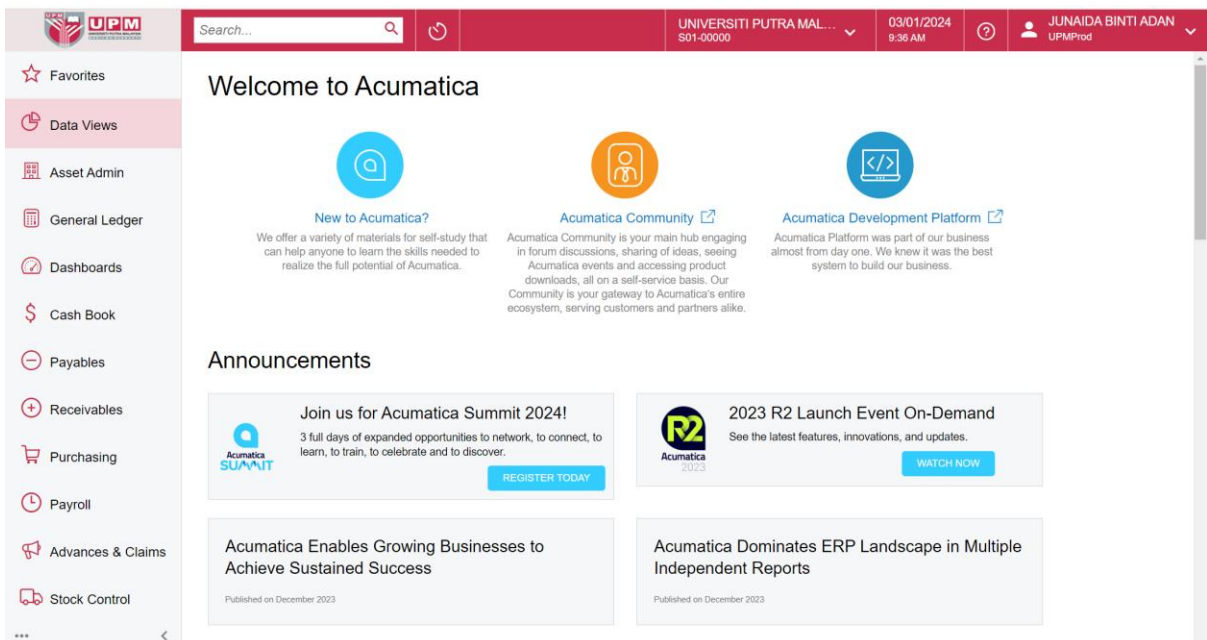 UPM
UNIVERSITI PUTRA MALAYSIA
Search...
UNIVERSITI PUTRA MAL...
S01-00000
03/01/2024
9:36 AM
JUNAIDA BINTI ADAN
UPMProd
Favorites
Data Views
Asset Admin
General Ledger
Dashboards
Cash Book
Payables
Receivables
Purchasing
Payroll
Advances & Claims
Stock Control
Welcome to Acumatica
New to Acumatica?
We offer a variety of materials for self-study that
can help anyone to learn the skills needed to
realize the full potential of Acumatica.
Acumatica Community
Acumatica Community is your main hub engaging
in forum discussions, sharing of ideas, seeing
Acumatica events and accessing product
downloads, all on a self-service basis. Our
Community is your gateway to Acumatica's entire
ecosystem, serving customers and partners alike.
Acumatica Development Platform
Acumatica Platform was part of our business
almost from day one. We knew it was the best
system to build our business.
Announcements
Acumatica
SUMMIT
Join us for Acumatica Summit 2024!
3 full days of expanded opportunities to network, to connect, to
learn, to train, to celebrate and to discover.
REGISTER TODAY
R2
Acumatica
2023
2023 R2 Launch Event On-Demand
See the latest features, innovations, and updates.
WATCH NOW
Acumatica Enables Growing Businesses to
Achieve Sustained Success
Published on December 2023
Acumatica Dominates ERP Landscape in Multiple
Independent Reports
Published on December 2023